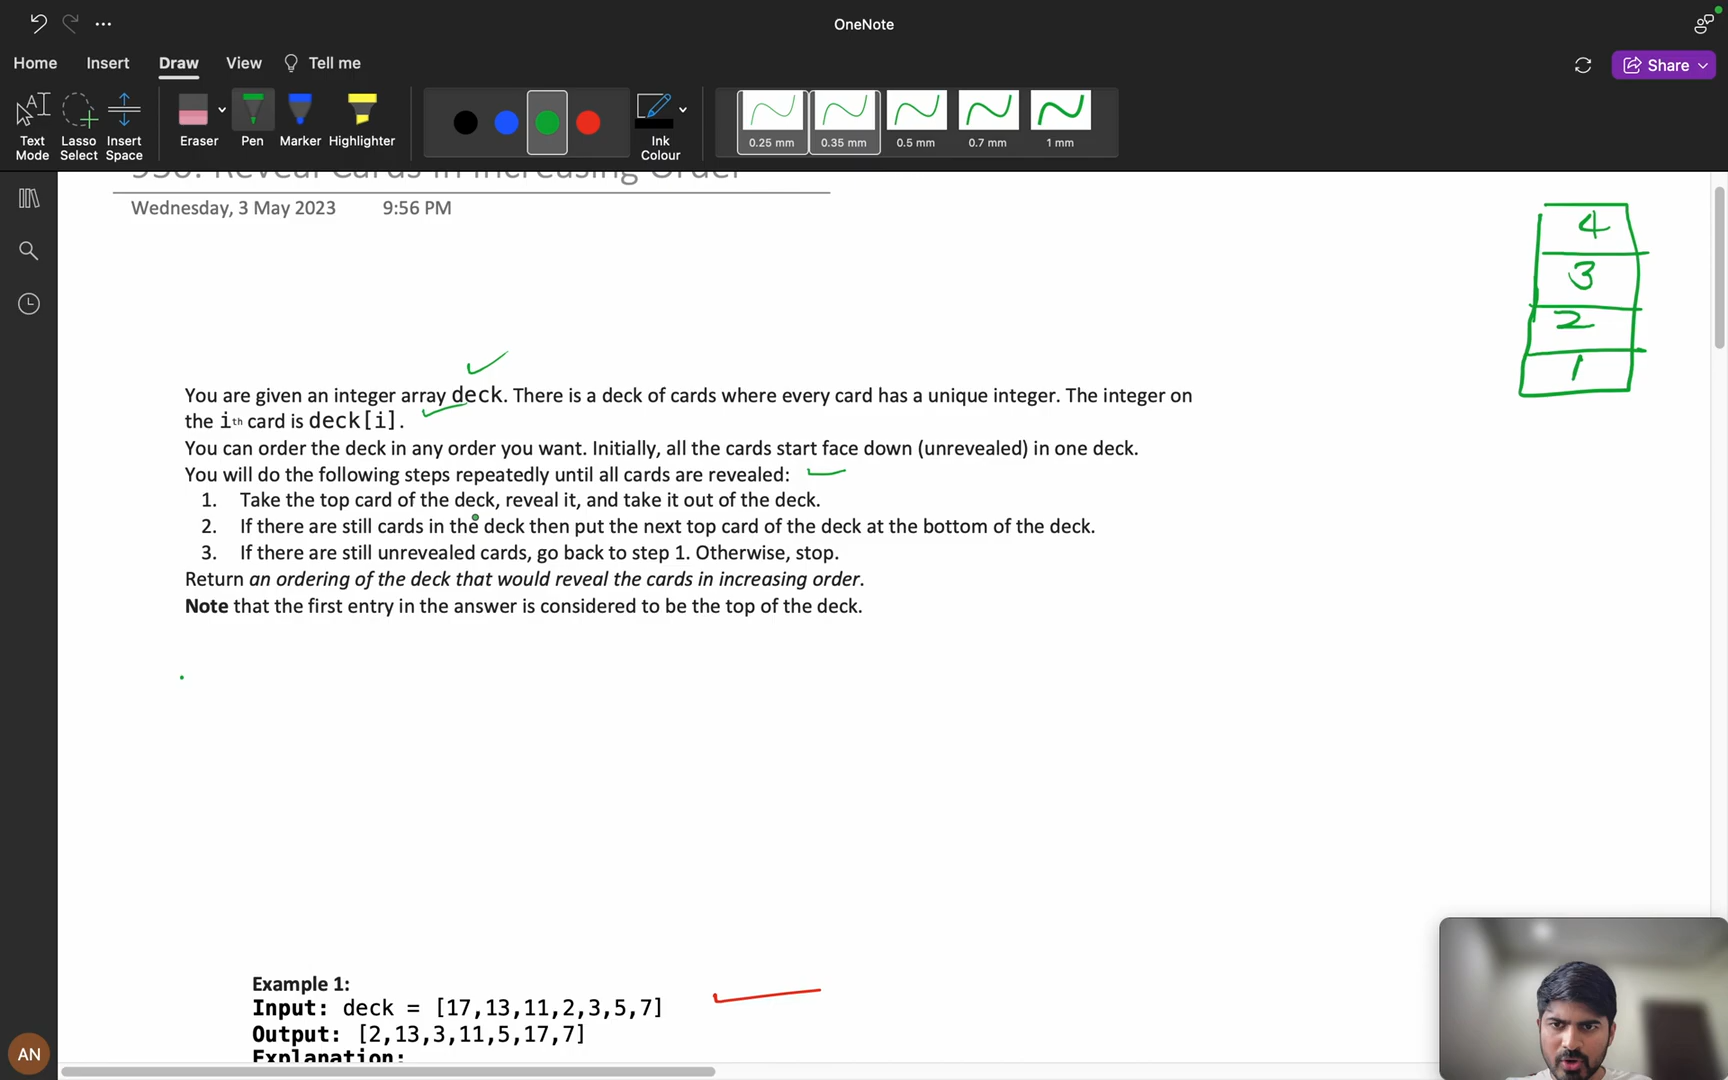 OneNote
Home Insert Draw View Tell me
Share
Text Mode
Lasso Select
Insert Space
Eraser
Pen
Marker
Highlighter
Ink Colour
0.25 mm
0.35 mm
0.5 mm
0.7 mm
1 mm
Reveal Cards In Increasing Order
Wednesday, 3 May 2023 9:56 PM
4
3
2
1
You are given an integer array deck. There is a deck of cards where every card has a unique integer. The integer on
the ith card is deck[i].
You can order the deck in any order you want. Initially, all the cards start face down (unrevealed) in one deck.
You will do the following steps repeatedly until all cards are revealed:
1. Take the top card of the deck, reveal it, and take it out of the deck.
2. If there are still cards in the deck then put the next top card of the deck at the bottom of the deck.
3. If there are still unrevealed cards, go back to step 1. Otherwise, stop.
Return an ordering of the deck that would reveal the cards in increasing order.
Note that the first entry in the answer is considered to be the top of the deck.
Example 1:
Input: deck = [17,13,11,2,3,5,7]
Output: [2,13,3,11,5,17,7]
Explanation:
AN